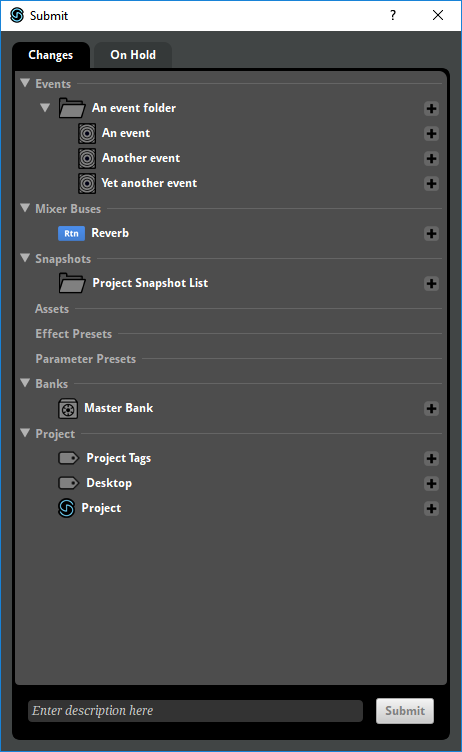 Submit
?
Changes
On Hold
Events
An event folder
An event
Another event
Yet another event
Mixer Buses
Rtn Reverb
Snapshots
Project Snapshot List
Assets
Effect Presets
Parameter Presets
Banks
Master Bank
Project
Project Tags
Desktop
Project
Enter description here
Submit